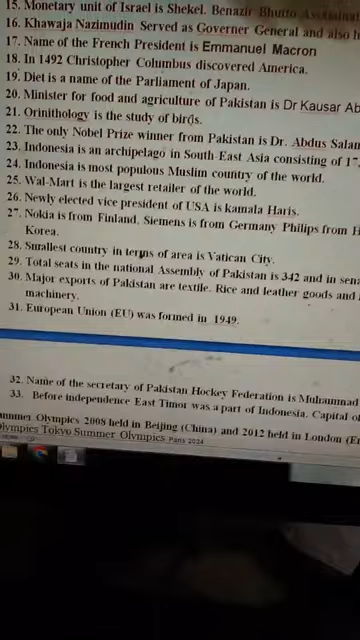 15. Monetary unit of Israel is Shekel. Benazir Bhutto
16. Khawaja Nazimudin Served as Governer General and also
17. Name of the French President is Emmanuel Macron
18. In 1492 Christopher Columbus discovered America.
19. Diet is a name of the Parliament of Japan.
20. Minister for food and agriculture of Pakistan is Dr Kausar Ab
21. Orinithology is the study of birds.
22. The only Nobel Prize winner from Pakistan is Dr. Abdus Salam
23. Indonesia is an archipelago in South East Asia consisting of 17,
24. Indonesia is most populous Muslim country of the world.
25. Wal-Mart is the largest retailer of the world.
26. Newly elected vice president of USA is kamala Haris.
27. Nokia is from Finland, Siemens is from Germany Philips from H
Korea.
28. Smallest country in terms of area is Vatican City.
29. Total seats in the national Assembly of Pakistan is 342 and in sena
30. Major exports of Pakistan are textile. Rice and leather goods and
machinery.
31. European Union (EU) was formed in 1949.
32. Name of the secretary of Pakistan Hockey Federation is Muhammad
33. Before independence East Timor was a part of Indonesia. Capital of
ummer Olympics 2008 held in Beijing (China) and 2012 held in London (En
lympics Tokyo Summer Olympics Paris 2024